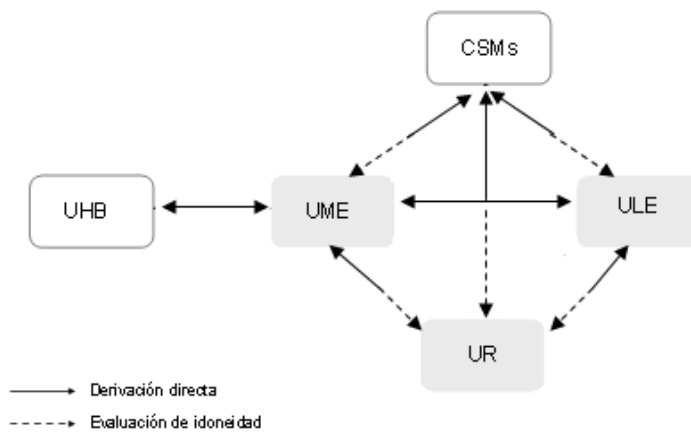 CSMs
UHB
UME
ULE
UR
Derivación directa
Evaluación de idoneidad